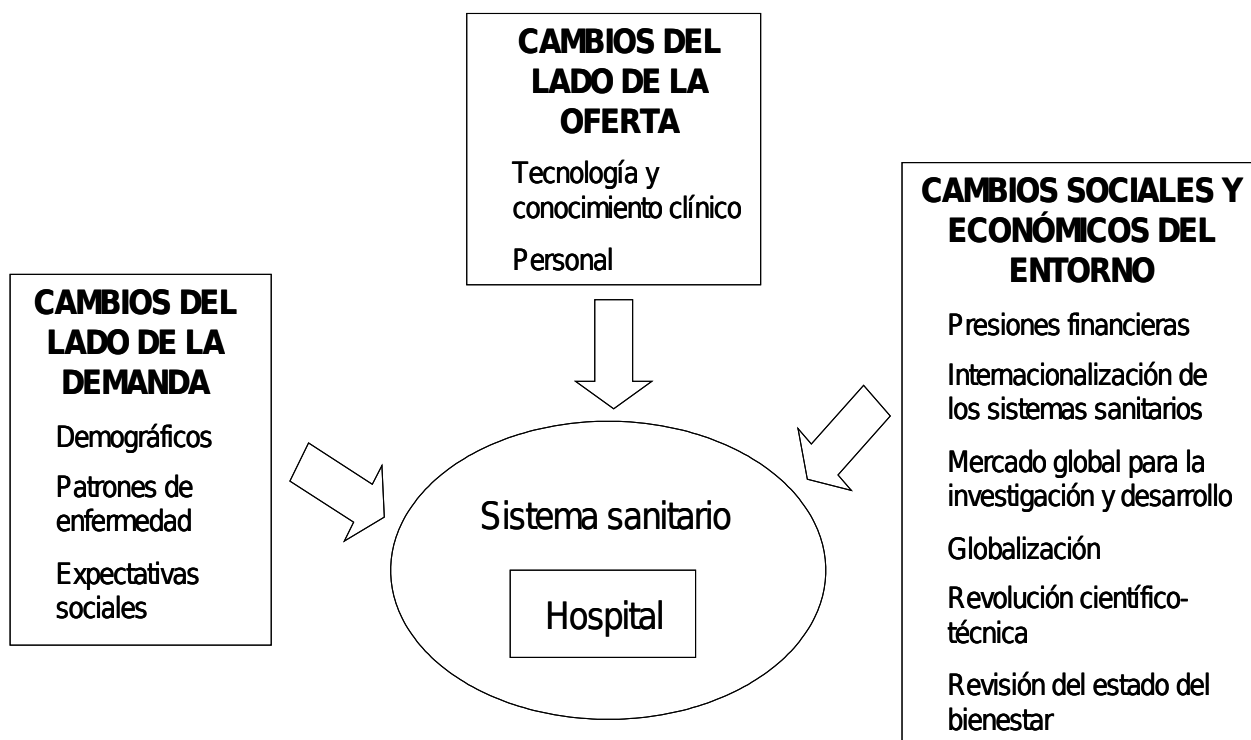 CAMBIOS DEL
LADO DE LA
OFERTA
Tecnología y
conocimiento clínico
Personal
CAMBIOS SOCIALES Y
ECONÓMICOS DEL
ENTORNO
Presiones financieras
Internacionalización de
los sistemas sanitarios
Mercado global para la
investigación y desarrollo
Globalización
Revolución científico-
técnica
Revisión del estado del
bienestar
CAMBIOS DEL
LADO DE LA
DEMANDA
Demográficos
Patrones de
enfermedad
Expectativas
sociales
Sistema sanitario
Hospital